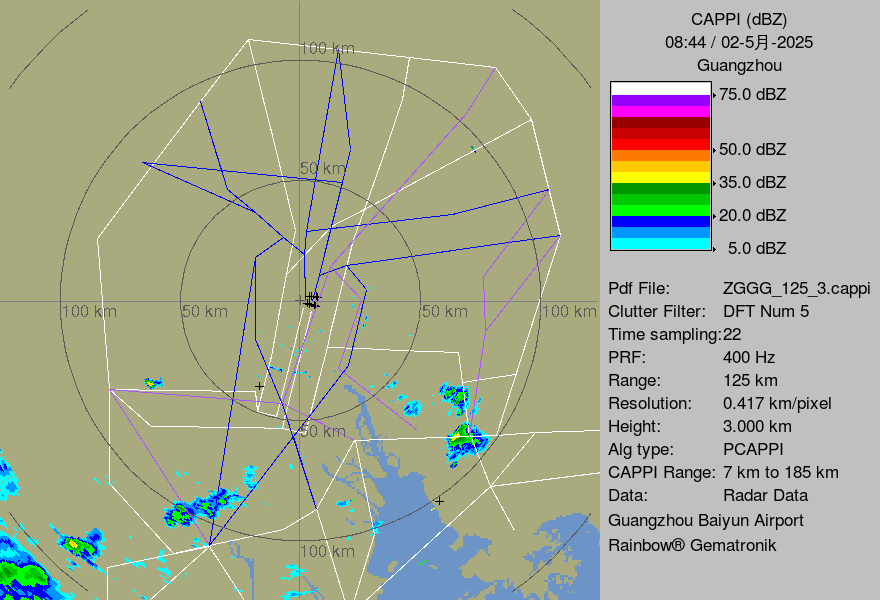 CAPPI (dBZ)
08:44 / 02-5月-2025
Guangzhou
75.0 dBZ
50.0 dBZ
35.0 dBZ
20.0 dBZ
5.0 dBZ
100 km
50 km
100 km
50 km
50 km
100 km
50 km
100 km
Pdf File: ZGGG_125_3.cappi
Clutter Filter: DFT Num 5
Time sampling:22
PRF: 400 Hz
Range: 125 km
Resolution: 0.417 km/pixel
Height: 3.000 km
Alg type: PCAPPI
CAPPI Range: 7 km to 185 km
Data: Radar Data
Guangzhou Baiyun Airport
Rainbow® Gematronik